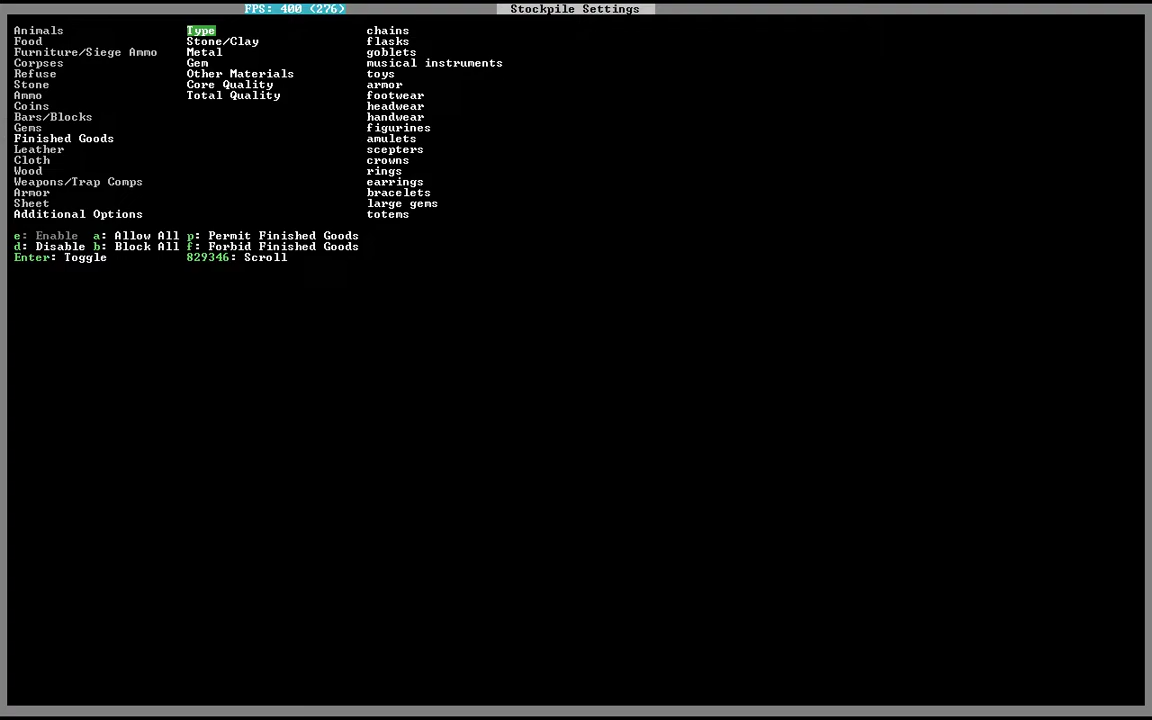 FPS: 400 (276) Stockpile Settings
Animals Type chains
Food Stone/Clay flasks
Furniture/Siege Ammo Metal goblets
Corpses Gem musical instruments
Refuse Other Materials toys
Stone Core Quality armor
Ammo Total Quality footwear
Coins headwear
Bars/Blocks handwear
Gems figurines
Finished Goods amulets
Leather scepters
Cloth crowns
Wood rings
Weapons/Trap Comps earrings
Armor bracelets
Sheet large gems
Additional Options totems
e: Enable a: Allow All p: Permit Finished Goods
d: Disable b: Block All f: Forbid Finished Goods
Enter: Toggle 829346: Scroll